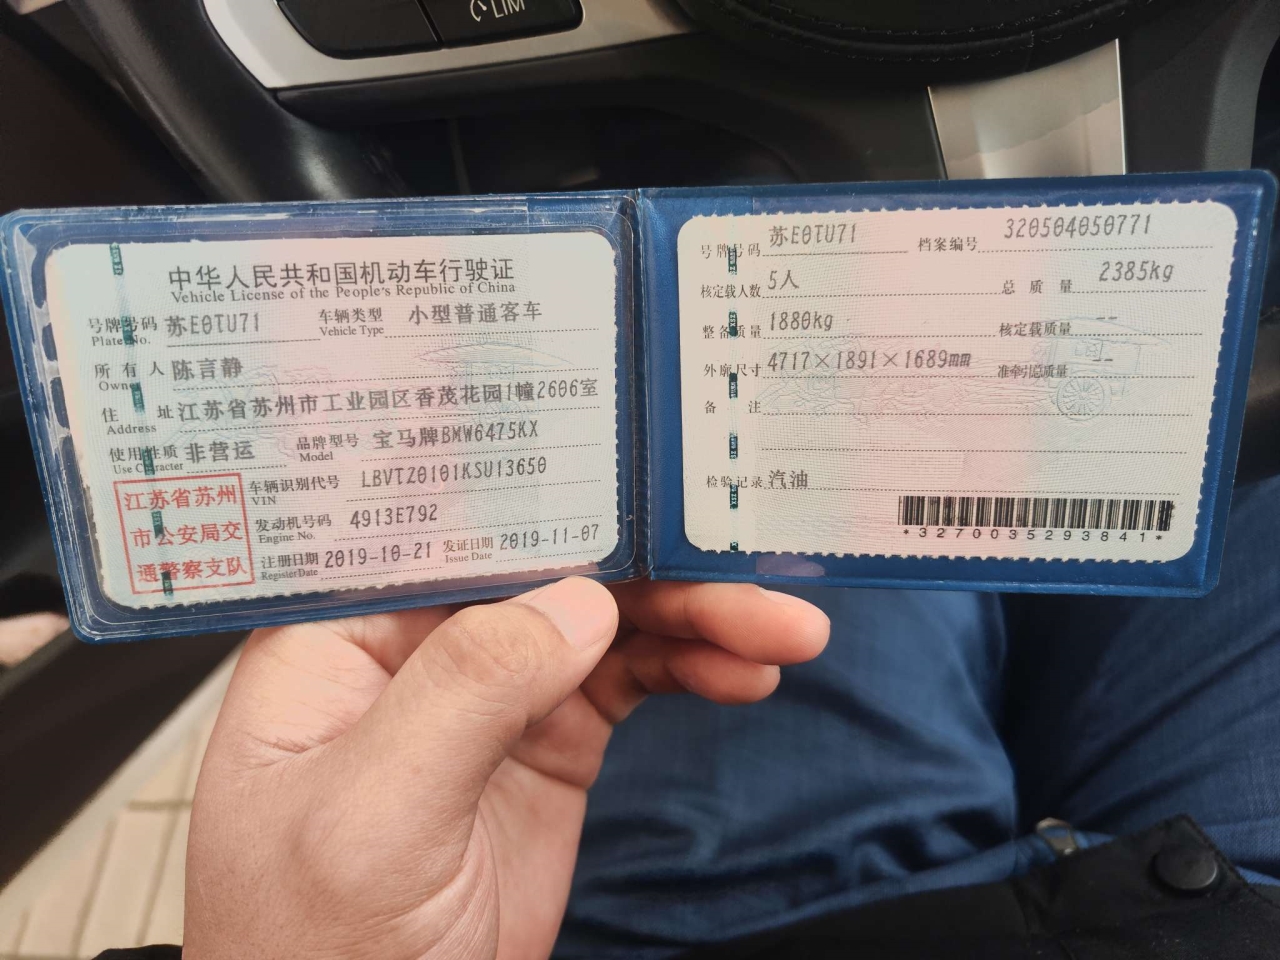 LIM
中华人民共和国机动车行驶证
Vehicle License of the People's Republic of China
号牌号码 苏E0TU71 车辆类型 小型普通客车
Plate No. Vehicle Type
所有人 陈言静
Owner
住址 江苏省苏州市工业园区香茂花园1幢2606室
Address
使用性质 非营运 品牌型号 宝马牌BMW6475KX
Use Character Model
江苏省苏州
市公安局交
通警察支队
车辆识别代号 LBVTZ0101KSU13650
VIN
发动机号码 4913E792
Engine No.
注册日期 2019-10-21 发证日期 2019-11-07
Register Date Issue Date
号牌号码 苏E0TU71 档案编号 320504050771
核定载人数 5人 总质量 2385kg
整备质量 1880kg 核定载质量 --
外廓尺寸 4717×1891×1689mm 准牵引总质量 --
备注
检验记录 汽油
*3270035293841*